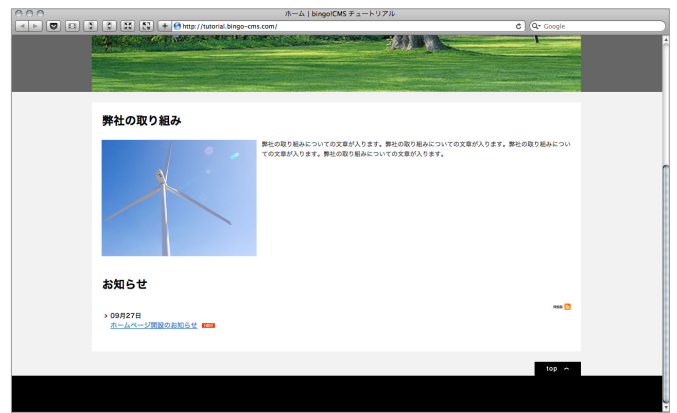 ホーム | bingo!CMS チュートリアル
http://tutorial.bingo-cms.com/
Google
弊社の取り組み
弊社の取り組みについての文章が入ります。弊社の取り組みについての文章が入ります。弊社の取り組みについ
ての文章が入ります。弊社の取り組みについての文章が入ります。
お知らせ
RSS
09月27日
ホームページ開設のお知らせ NEW
top